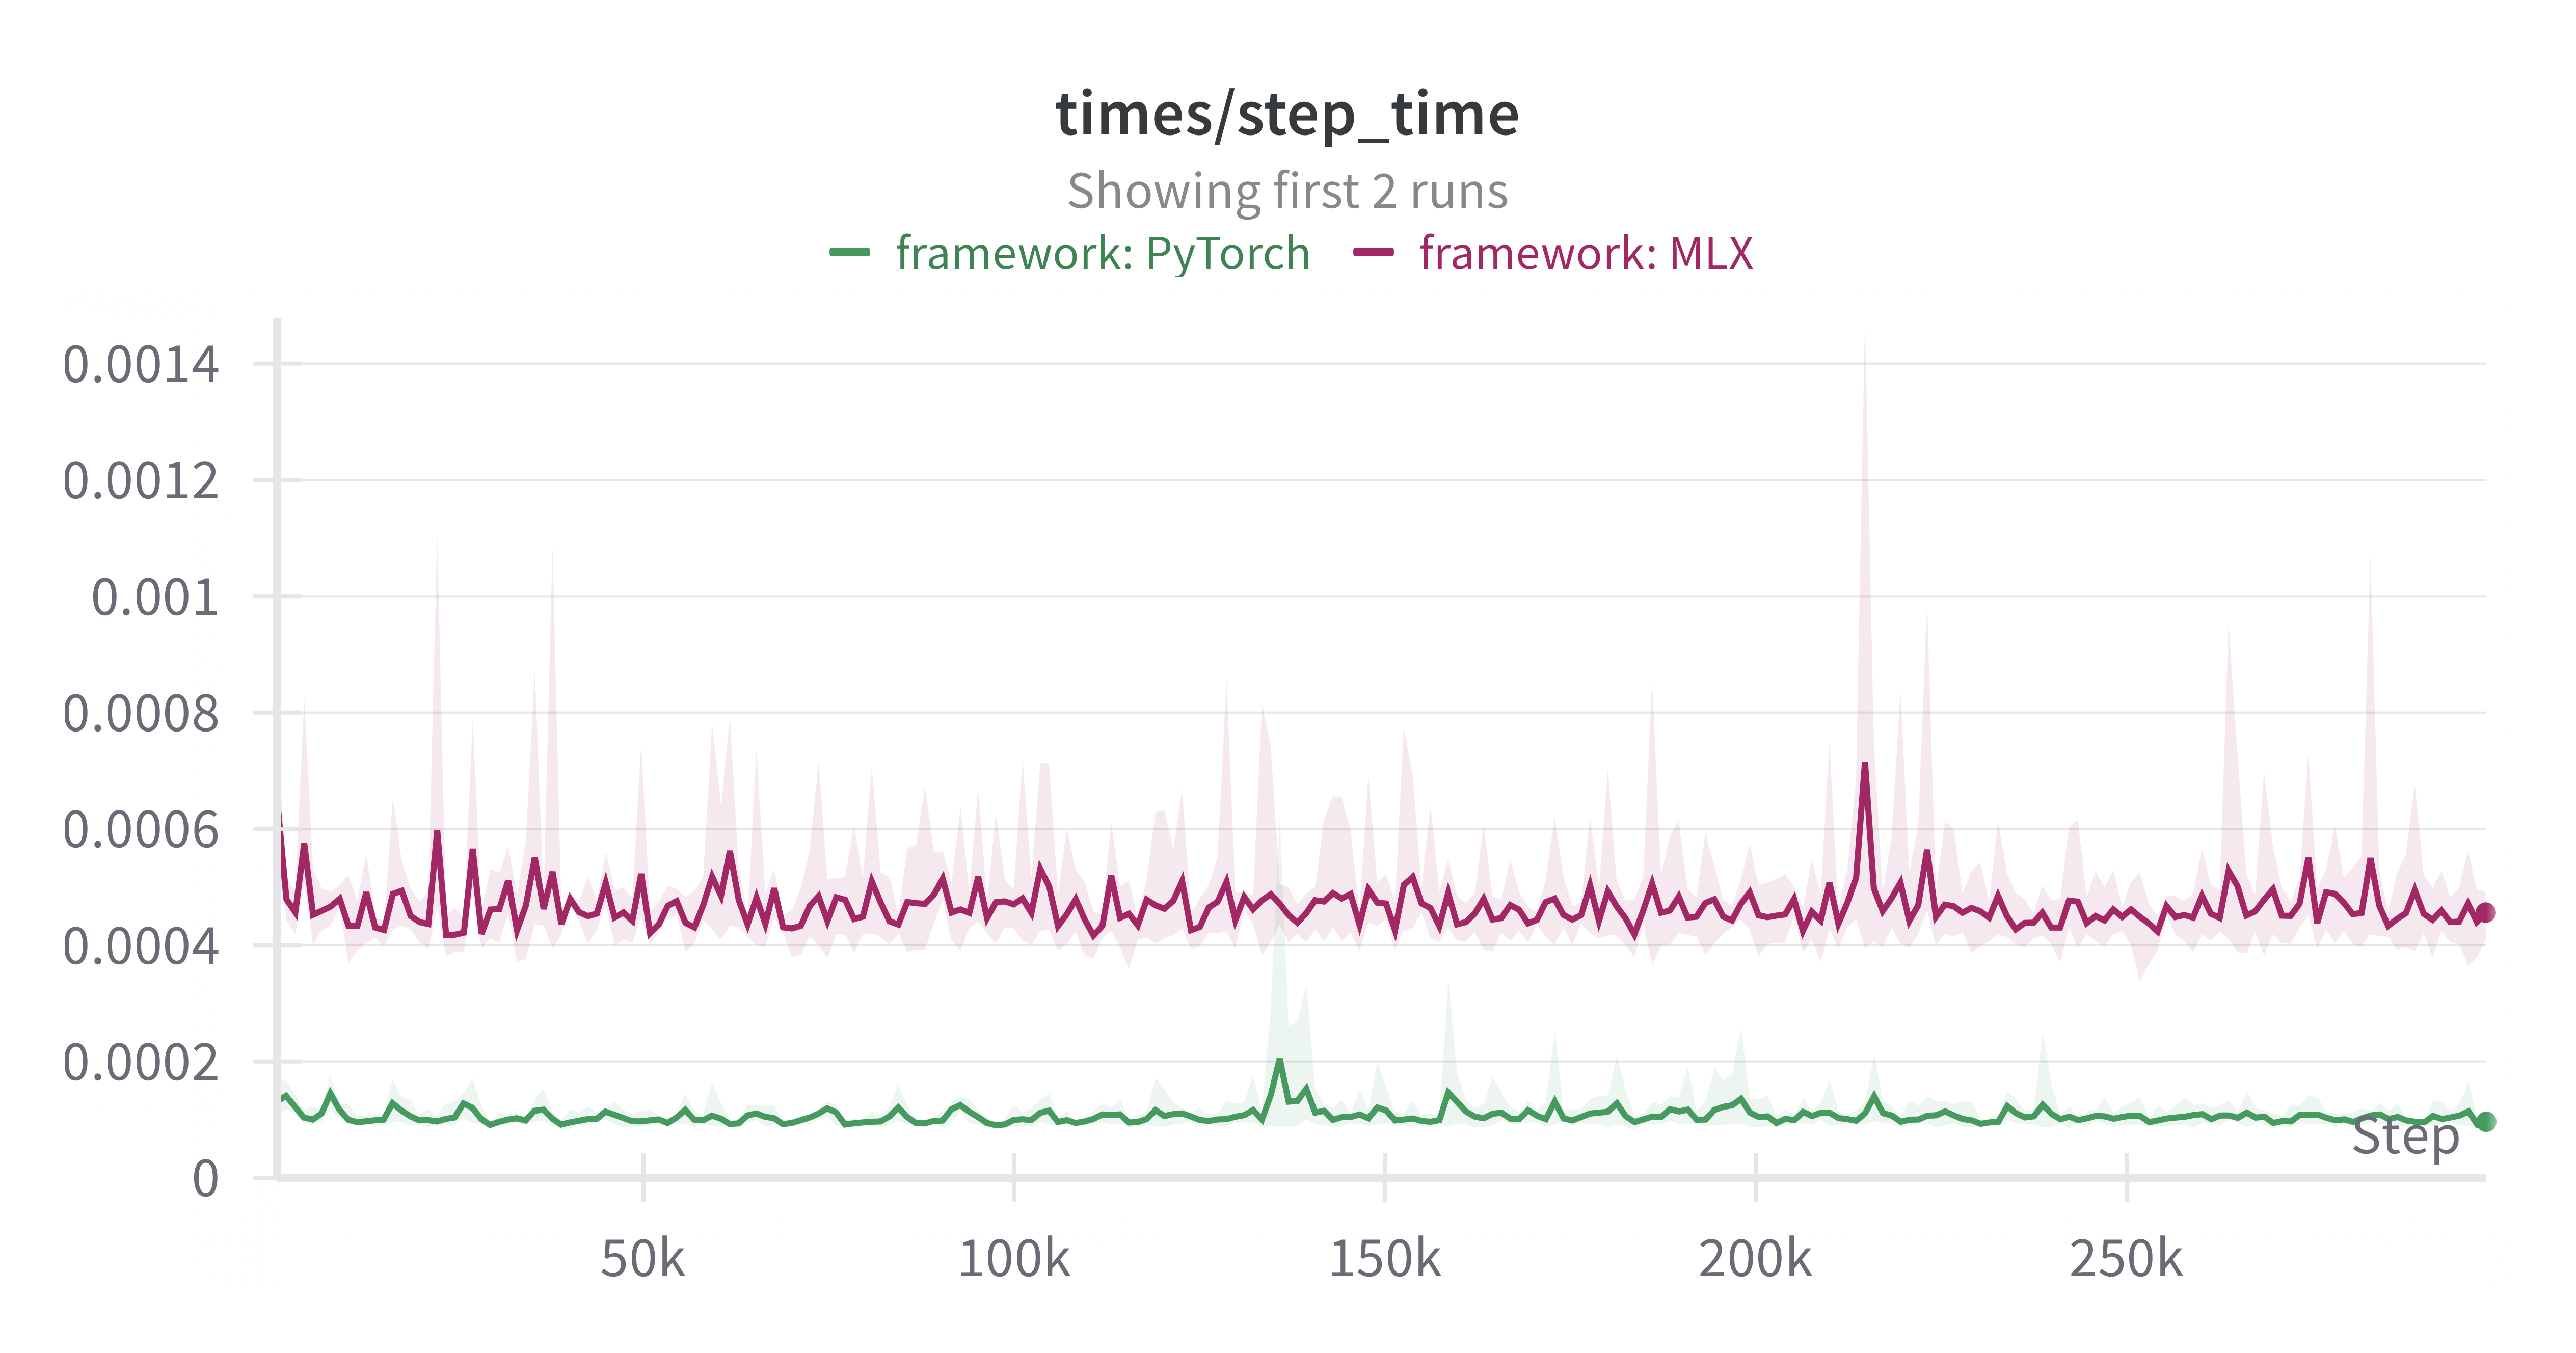 times/step_time
Showing first 2 runs
framework: PyTorch framework: MLX
0.0014
0.0012
0.001
0.0008
0.0006
0.0004
0.0002
0
Step
50k 100k 150k 200k 250k